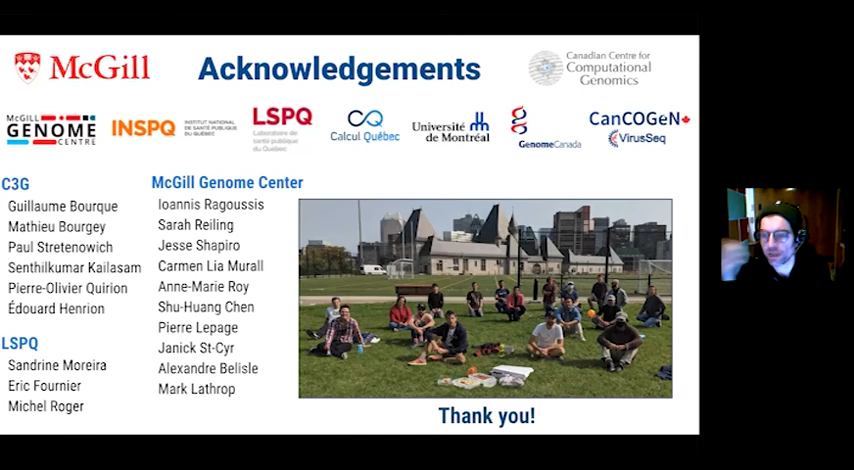 McGill
Acknowledgements
Canadian Centre for
Computational
Genomics
McGILL
GENOME
CENTRE
INSPQ
INSTITUT NATIONAL
DE SANTÉ PUBLIQUE
DU QUÉBEC
LSPQ
Laboratoire de
santé publique
du Québec
Calcul Québec
Université
de Montréal
GenomeCanada
CanCOGeN
VirusSeq
C3G
Guillaume Bourque
Mathieu Bourgey
Paul Stretenowich
Senthilkumar Kailasam
Pierre-Olivier Quirion
Édouard Henrion
LSPQ
Sandrine Moreira
Eric Fournier
Michel Roger
McGill Genome Center
Ioannis Ragoussis
Sarah Reiling
Jesse Shapiro
Carmen Lia Murall
Anne-Marie Roy
Shu-Huang Chen
Pierre Lepage
Janick St-Cyr
Alexandre Belisle
Mark Lathrop
Thank you!